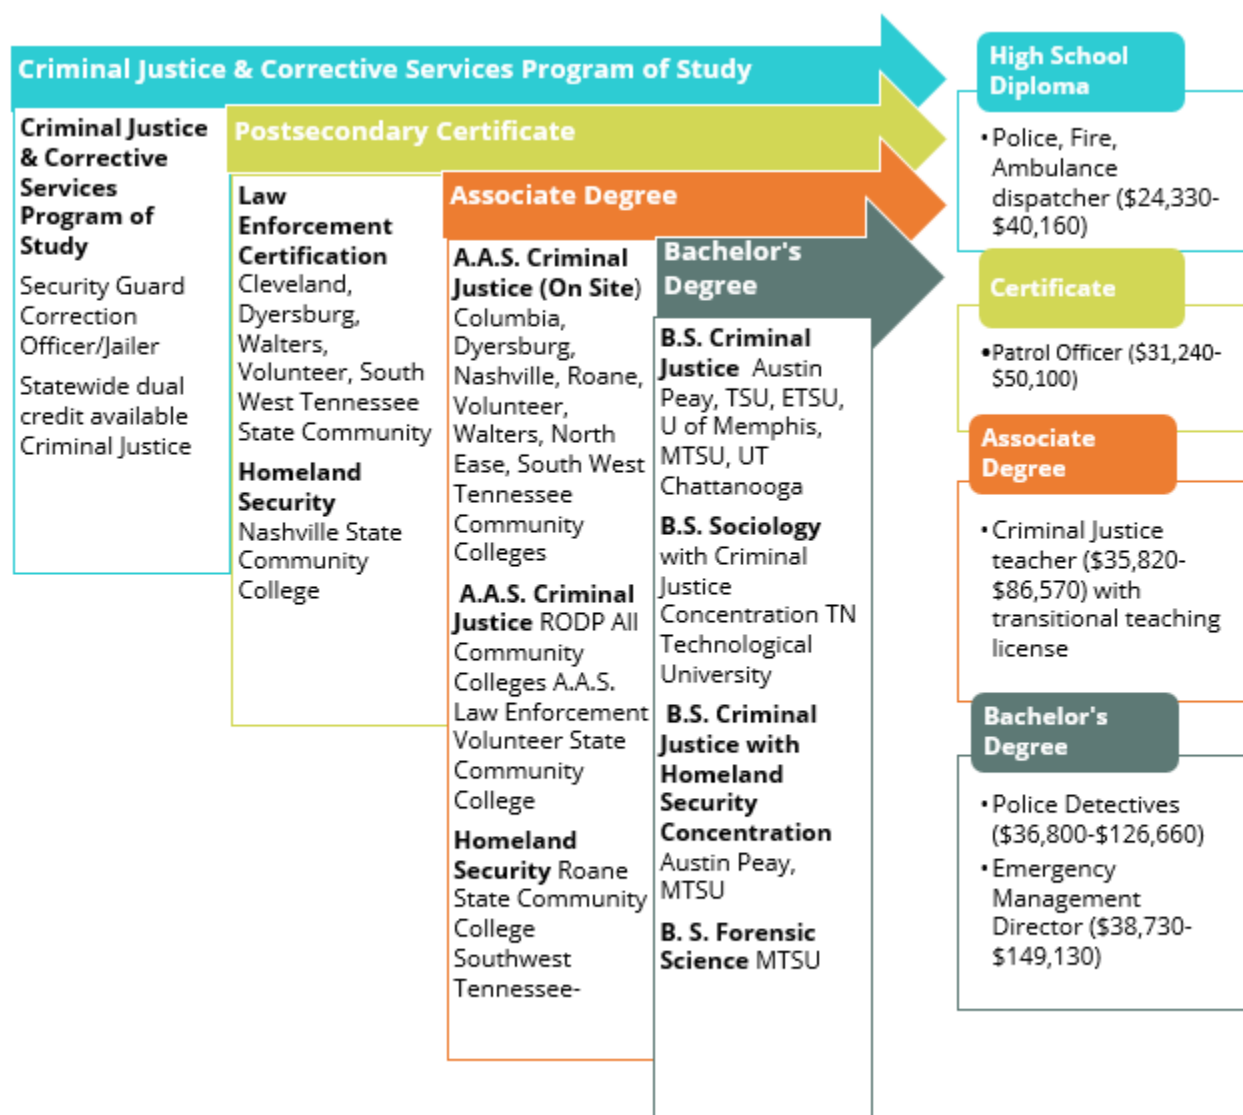 Criminal Justice & Corrective Services Program of Study
Criminal Justice
& Corrective
Services
Program of
Study
Security Guard
Correction
Officer/Jailer
Statewide dual
credit available
Criminal Justice
Postsecondary Certificate
Law
Enforcement
Certification
Cleveland,
Dyersburg,
Walters,
Volunteer, South
West Tennessee
State Community
Homeland
Security
Nashville State
Community
College
Associate Degree
A.A.S. Criminal
Justice (On Site)
Columbia,
Dyersburg,
Nashville, Roane,
Volunteer,
Walters, North
Ease, South West
Tennessee
Community
Colleges
A.A.S. Criminal
Justice RODP All
Community
Colleges A.A.S.
Law Enforcement
Volunteer State
Community
College
Homeland
Security Roane
State Community
College
Southwest
Tennessee-
Bachelor's
Degree
B.S. Criminal
Justice Austin
Peay, TSU, ETSU,
U of Memphis,
MTSU, UT
Chattanooga
B.S. Sociology
with Criminal
Justice
Concentration TN
Technological
University
B.S. Criminal
Justice with
Homeland
Security
Concentration
Austin Peay,
MTSU
B. S. Forensic
Science MTSU
High School
Diploma
•Police, Fire,
Ambulance
dispatcher ($24,330-
$40,160)
Certificate
•Patrol Officer ($31,240-
$50,100)
Associate
Degree
•Criminal Justice
teacher ($35,820-
$86,570) with
transitional teaching
license
Bachelor's
Degree
•Police Detectives
($36,800-$126,660)
•Emergency
Management
Director ($38,730-
$149,130)